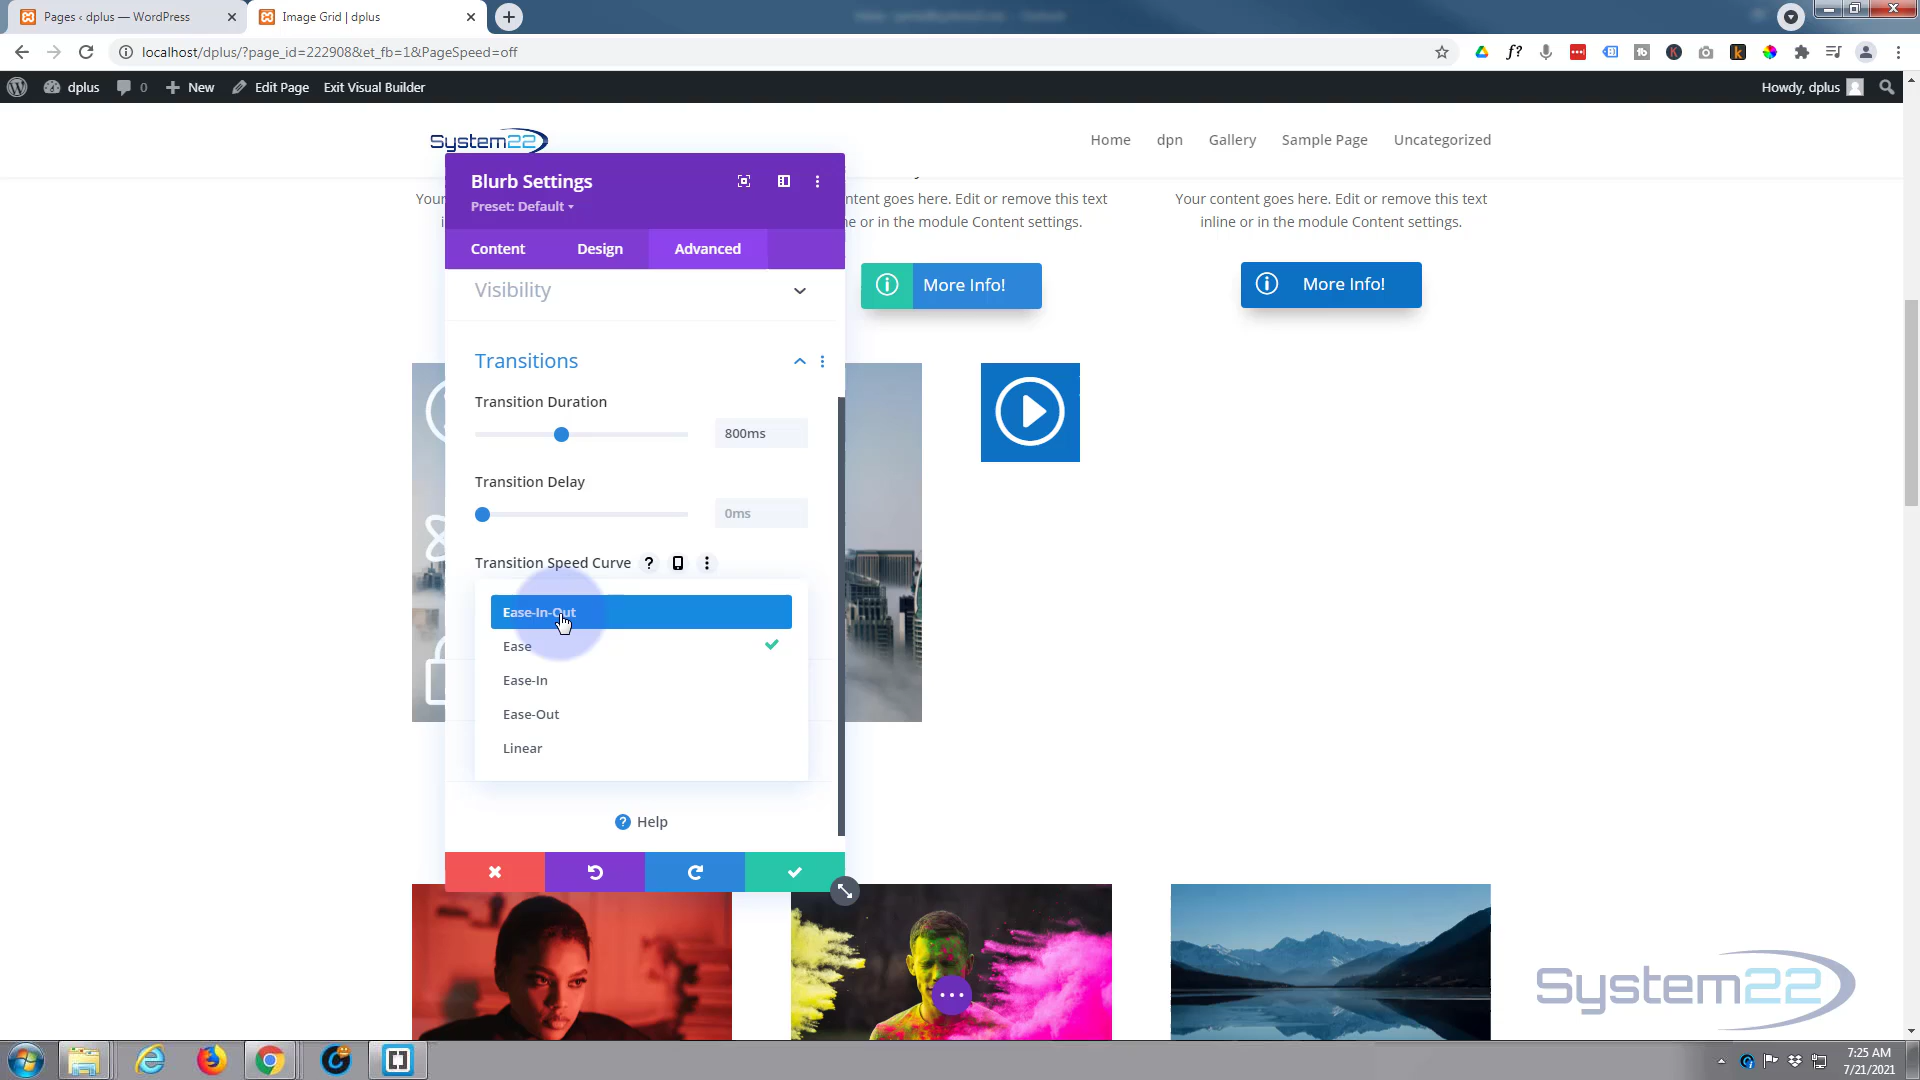 Pages ‹ dplus — WordPress
Image Grid | dplus
localhost/dplus/?page_id=222908&et_fb=1&PageSpeed=off
dplus
0
New
Edit Page
Exit Visual Builder
Howdy, dplus
System22
Home
dpn
Gallery
Sample Page
Uncategorized
Blurb Settings
Preset: Default
Content
Design
Advanced
Your
ntent goes here. Edit or remove this text
ne or in the module Content settings.
Your content goes here. Edit or remove this text
inline or in the module Content settings.
More Info!
More Info!
Visibility
Transitions
Transition Duration
800ms
Transition Delay
0ms
Transition Speed Curve
Ease-In-Out
Ease
Ease-In
Ease-Out
Linear
Help
System22
7:25 AM
7/21/2021